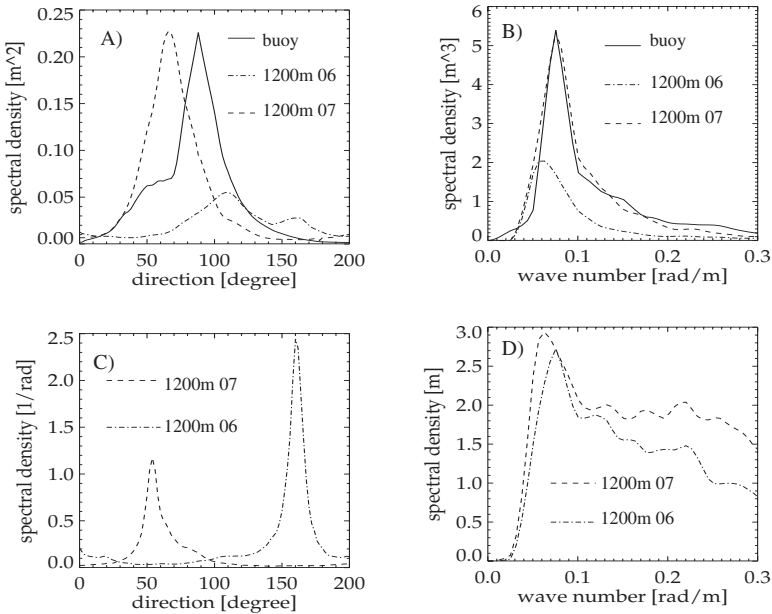 A)
buoy
1200m 06
1200m 07
0.25
0.20
0.15
0.10
0.05
0.00
spectral density [m^2]
0 50 100 150 200
direction [degree]
B)
buoy
1200m 06
1200m 07
6
5
4
3
2
1
0
spectral density [m^3]
0.0 0.1 0.2 0.3
wave number [rad/m]
C)
1200m 07
1200m 06
2.5
2.0
1.5
1.0
0.5
0.0
spectral density [1/rad]
0 50 100 150 200
direction [degree]
D)
1200m 07
1200m 06
3.0
2.5
2.0
1.5
1.0
0.5
0.0
spectral density [m]
0.0 0.1 0.2 0.3
wave number [rad/m]